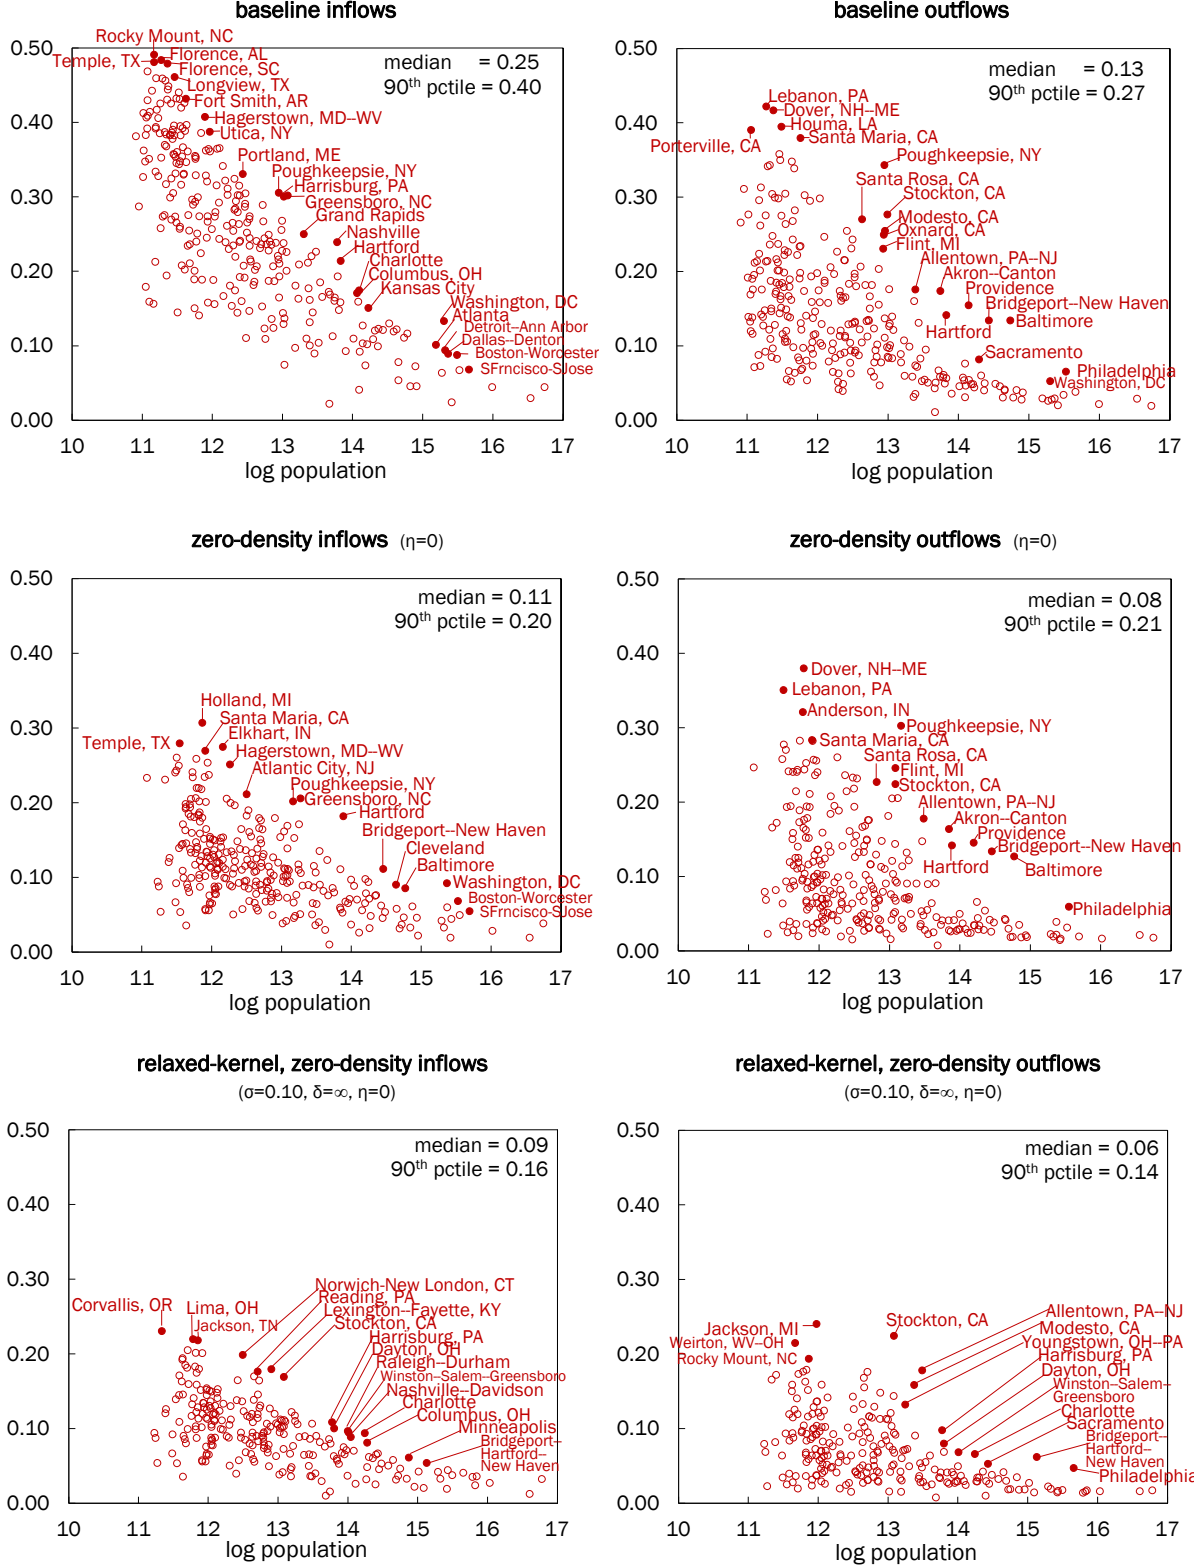 baseline inflows
0.50
0.40
0.30
0.20
0.10
0.00
Rocky Mount, NC
Temple, TX
Florence, AL
Florence, SC
Longview, TX
Fort Smith, AR
Hagerstown, MD--WV
Utica, NY
Portland, ME
Poughkeepsie, NY
Harrisburg, PA
Greensboro, NC
Grand Rapids
Nashville
Hartford
Charlotte
Columbus, OH
Kansas City
Washington, DC
Atlanta
Detroit--Ann Arbor
Dallas--Denton
Boston-Worcester
SFrncisco-SJose
median = 0.25
90th pctile = 0.40
10 11 12 13 14 15 16 17
log population
baseline outflows
0.50
0.40
0.30
0.20
0.10
0.00
median = 0.13
90th pctile = 0.27
Lebanon, PA
Dover, NH--ME
Houma, LA
Porterville, CA
Santa Maria, CA
Poughkeepsie, NY
Santa Rosa, CA
Stockton, CA
Modesto, CA
Oxnard, CA
Flint, MI
Allentown, PA--NJ
Akron--Canton
Providence
Bridgeport--New Haven
Hartford
Baltimore
Sacramento
Philadelphia
Washington, DC
10 11 12 13 14 15 16 17
log population
zero-density inflows (η=0)
0.50
0.40
0.30
0.20
0.10
0.00
median = 0.11
90th pctile = 0.20
Holland, MI
Santa Maria, CA
Elkhart, IN
Temple, TX
Hagerstown, MD--WV
Atlantic City, NJ
Poughkeepsie, NY
Greensboro, NC
Hartford
Bridgeport--New Haven
Cleveland
Baltimore
Washington, DC
Boston-Worcester
SFrncisco-SJose
10 11 12 13 14 15 16 17
log population
zero-density outflows (η=0)
0.50
0.40
0.30
0.20
0.10
0.00
median = 0.08
90th pctile = 0.21
Dover, NH--ME
Lebanon, PA
Anderson, IN
Poughkeepsie, NY
Santa Maria, CA
Santa Rosa, CA
Flint, MI
Stockton, CA
Allentown, PA--NJ
Akron--Canton
Providence
Bridgeport--New Haven
Hartford
Baltimore
Philadelphia
10 11 12 13 14 15 16 17
log population
relaxed-kernel, zero-density inflows
(σ=0.10, δ=∞, η=0)
0.50
0.40
0.30
0.20
0.10
0.00
median = 0.09
90th pctile = 0.16
Norwich-New London, CT
Reading, PA
Corvallis, OR
Lima, OH
Lexington--Fayette, KY
Jackson, TN
Stockton, CA
Harrisburg, PA
Dayton, OH
Raleigh--Durham
Winston-Salem--Greensboro
Nashville--Davidson
Charlotte
Columbus, OH
Minneapolis
Bridgeport--
Hartford--
New Haven
10 11 12 13 14 15 16 17
log population
relaxed-kernel, zero-density outflows
(σ=0.10, δ=∞, η=0)
0.50
0.40
0.30
0.20
0.10
0.00
median = 0.06
90th pctile = 0.14
Allentown, PA--NJ
Stockton, CA
Jackson, MI
Modesto, CA
Weirton, WV--OH
Youngstown, OH--PA
Rocky Mount, NC
Harrisburg, PA
Dayton, OH
Winston--Salem--
Greensboro
Charlotte
Sacramento
Bridgeport--
Hartford--
New Haven
Philadelphia
10 11 12 13 14 15 16 17
log population